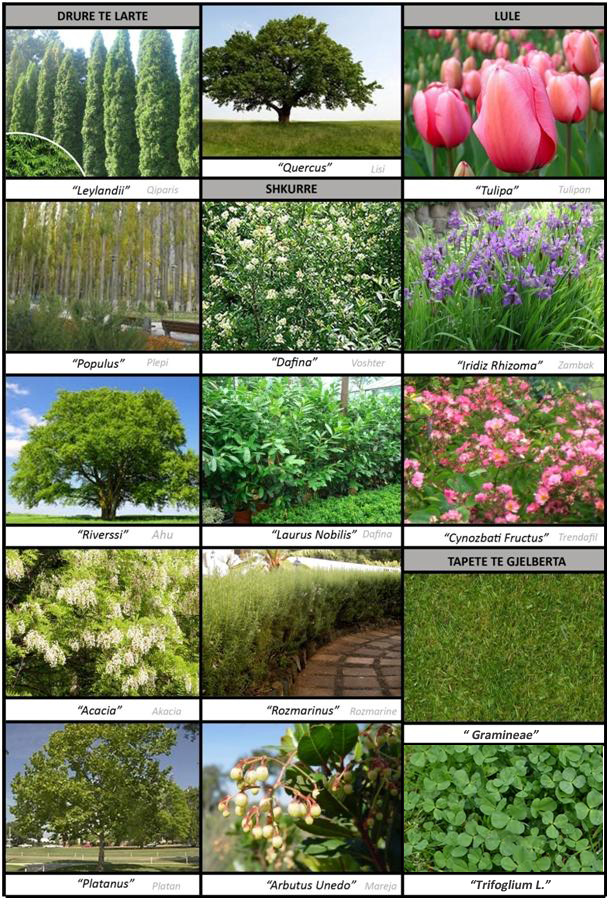 DRURE TE LARTE
"Leylandii" Qiparis
"Populus" Plepi
"Riverssi" Ahu
"Acacia" Akacia
"Platanus" Platan
"Quercus" Lisi
SHKURRE
"Dafina" Voshter
"Laurus Nobilis" Dafina
"Rozmarinus" Rozmarine
"Arbutus Unedo" Mareja
LULE
"Tulipa" Tulipan
"Iridiz Rhizoma" Zambak
"Cynozbati Fructus" Trendafil
TAPETE TE GJELBERTA
" Gramineae"
"Trifoglium L."